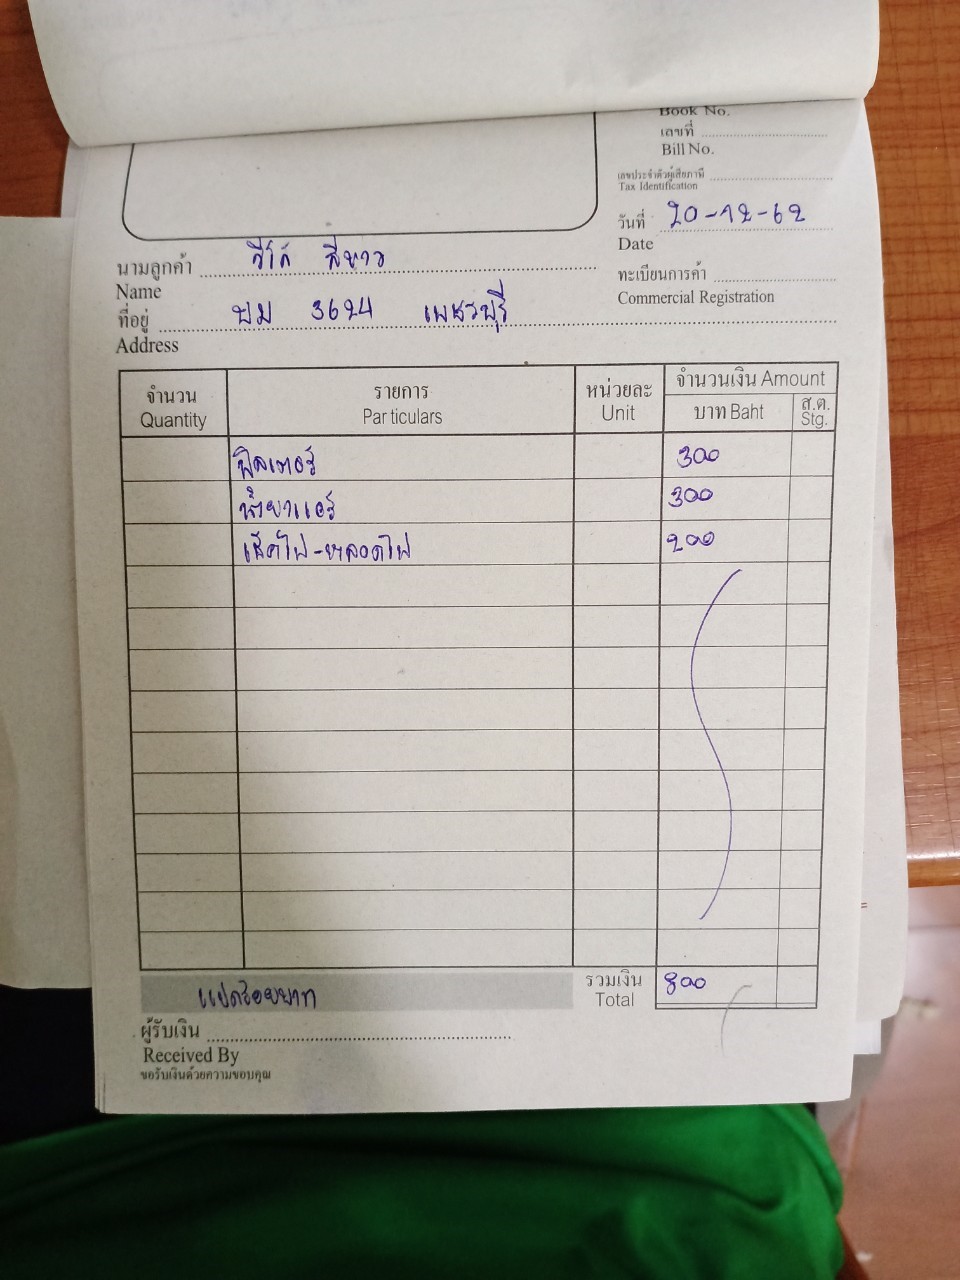 Book No.
เลขที่
Bill No.
เลขประจำตัวผู้เสียภาษี
Tax Identification
วันที่ 20-12-62
Date
นามลูกค้า วีโก้ สีขาว
Name
ทะเบียนการค้า
Commercial Registration
ที่อยู่ ผม 3624 เพชรบุรี
Address
จำนวน รายการ หน่วยละ จำนวนเงิน Amount
Quantity Particulars Unit บาท Baht ส.ต. Stg.
ฟิลเตอร์ 300
น้ำยาแอร์ 300
เช็คไฟ-หลอดไฟ 200
แปดร้อยบาท รวมเงิน 800
Total
ผู้รับเงิน
Received By
ขอรับเงินด้วยความขอบคุณ